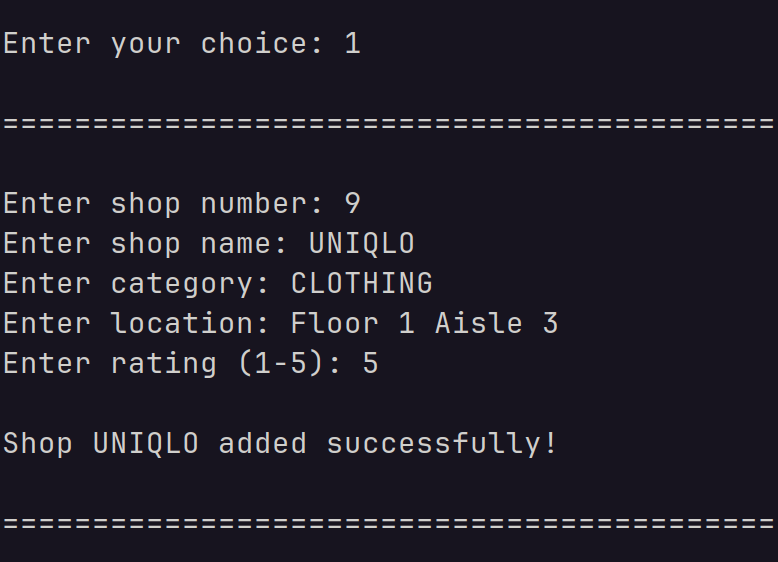 Enter your choice: 1
===========================================
Enter shop number: 9
Enter shop name: UNIQLO
Enter category: CLOTHING
Enter location: Floor 1 Aisle 3
Enter rating (1-5): 5
Shop UNIQLO added successfully!
===========================================